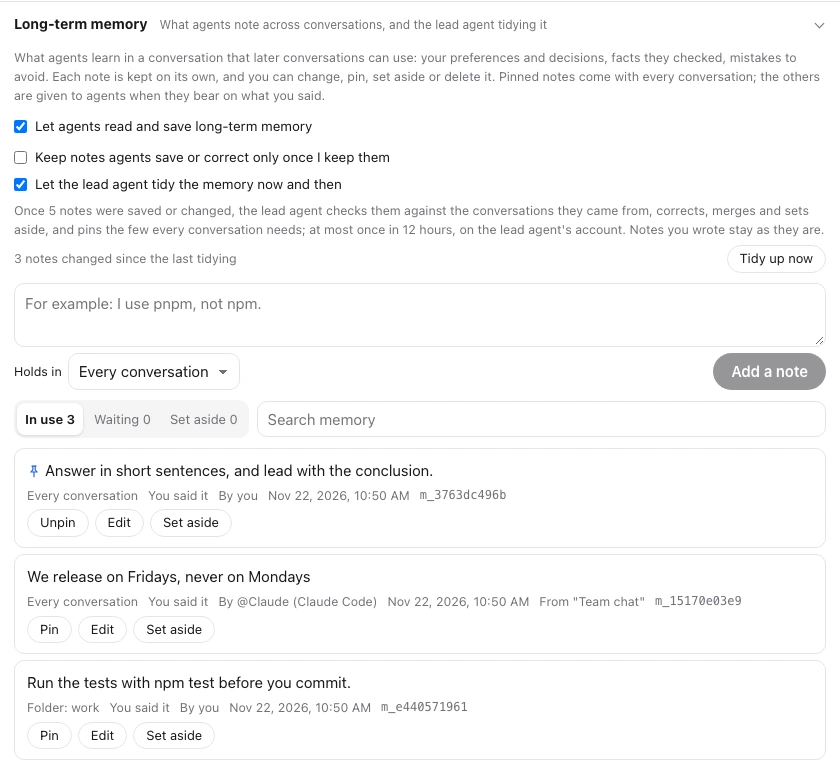 Long-term memory What agents note across conversations, and the lead agent tidying it
What agents learn in a conversation that later conversations can use: your preferences and decisions, facts they checked, mistakes to
avoid. Each note is kept on its own, and you can change, pin, set aside or delete it. Pinned notes come with every conversation; the others
are given to agents when they bear on what you said.
Let agents read and save long-term memory
Keep notes agents save or correct only once I keep them
Let the lead agent tidy the memory now and then
Once 5 notes were saved or changed, the lead agent checks them against the conversations they came from, corrects, merges and sets
aside, and pins the few every conversation needs; at most once in 12 hours, on the lead agent's account. Notes you wrote stay as they are.
3 notes changed since the last tidying Tidy up now
For example: I use pnpm, not npm.
Holds in Every conversation Add a note
In use 3 Waiting 0 Set aside 0 Search memory
Answer in short sentences, and lead with the conclusion.
Every conversation You said it By you Nov 22, 2026, 10:50 AM m_3763dc496b
Unpin Edit Set aside
We release on Fridays, never on Mondays
Every conversation You said it By @Claude (Claude Code) Nov 22, 2026, 10:50 AM From "Team chat" m_15170e03e9
Pin Edit Set aside
Run the tests with npm test before you commit.
Folder: work You said it By you Nov 22, 2026, 10:50 AM m_e440571961
Pin Edit Set aside